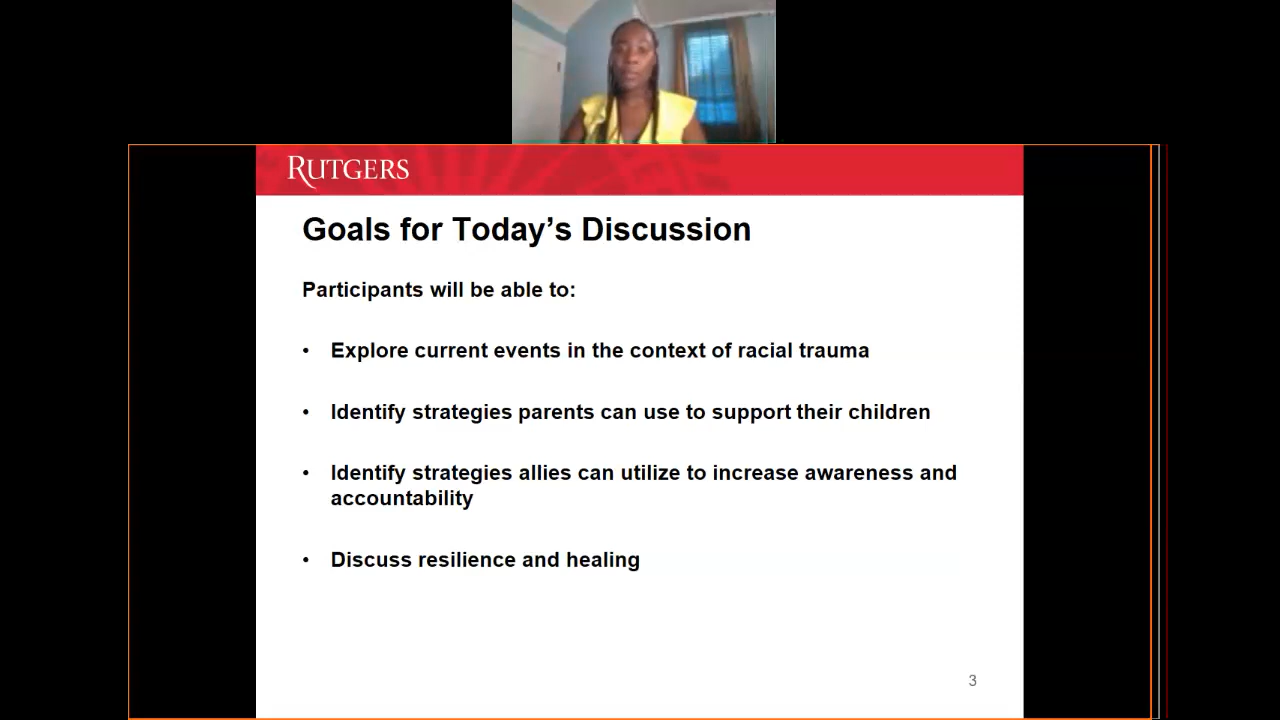 RUTGERS
Goals for Today’s Discussion
Participants will be able to:
• Explore current events in the context of racial trauma
• Identify strategies parents can use to support their children
• Identify strategies allies can utilize to increase awareness and
accountability
• Discuss resilience and healing
3